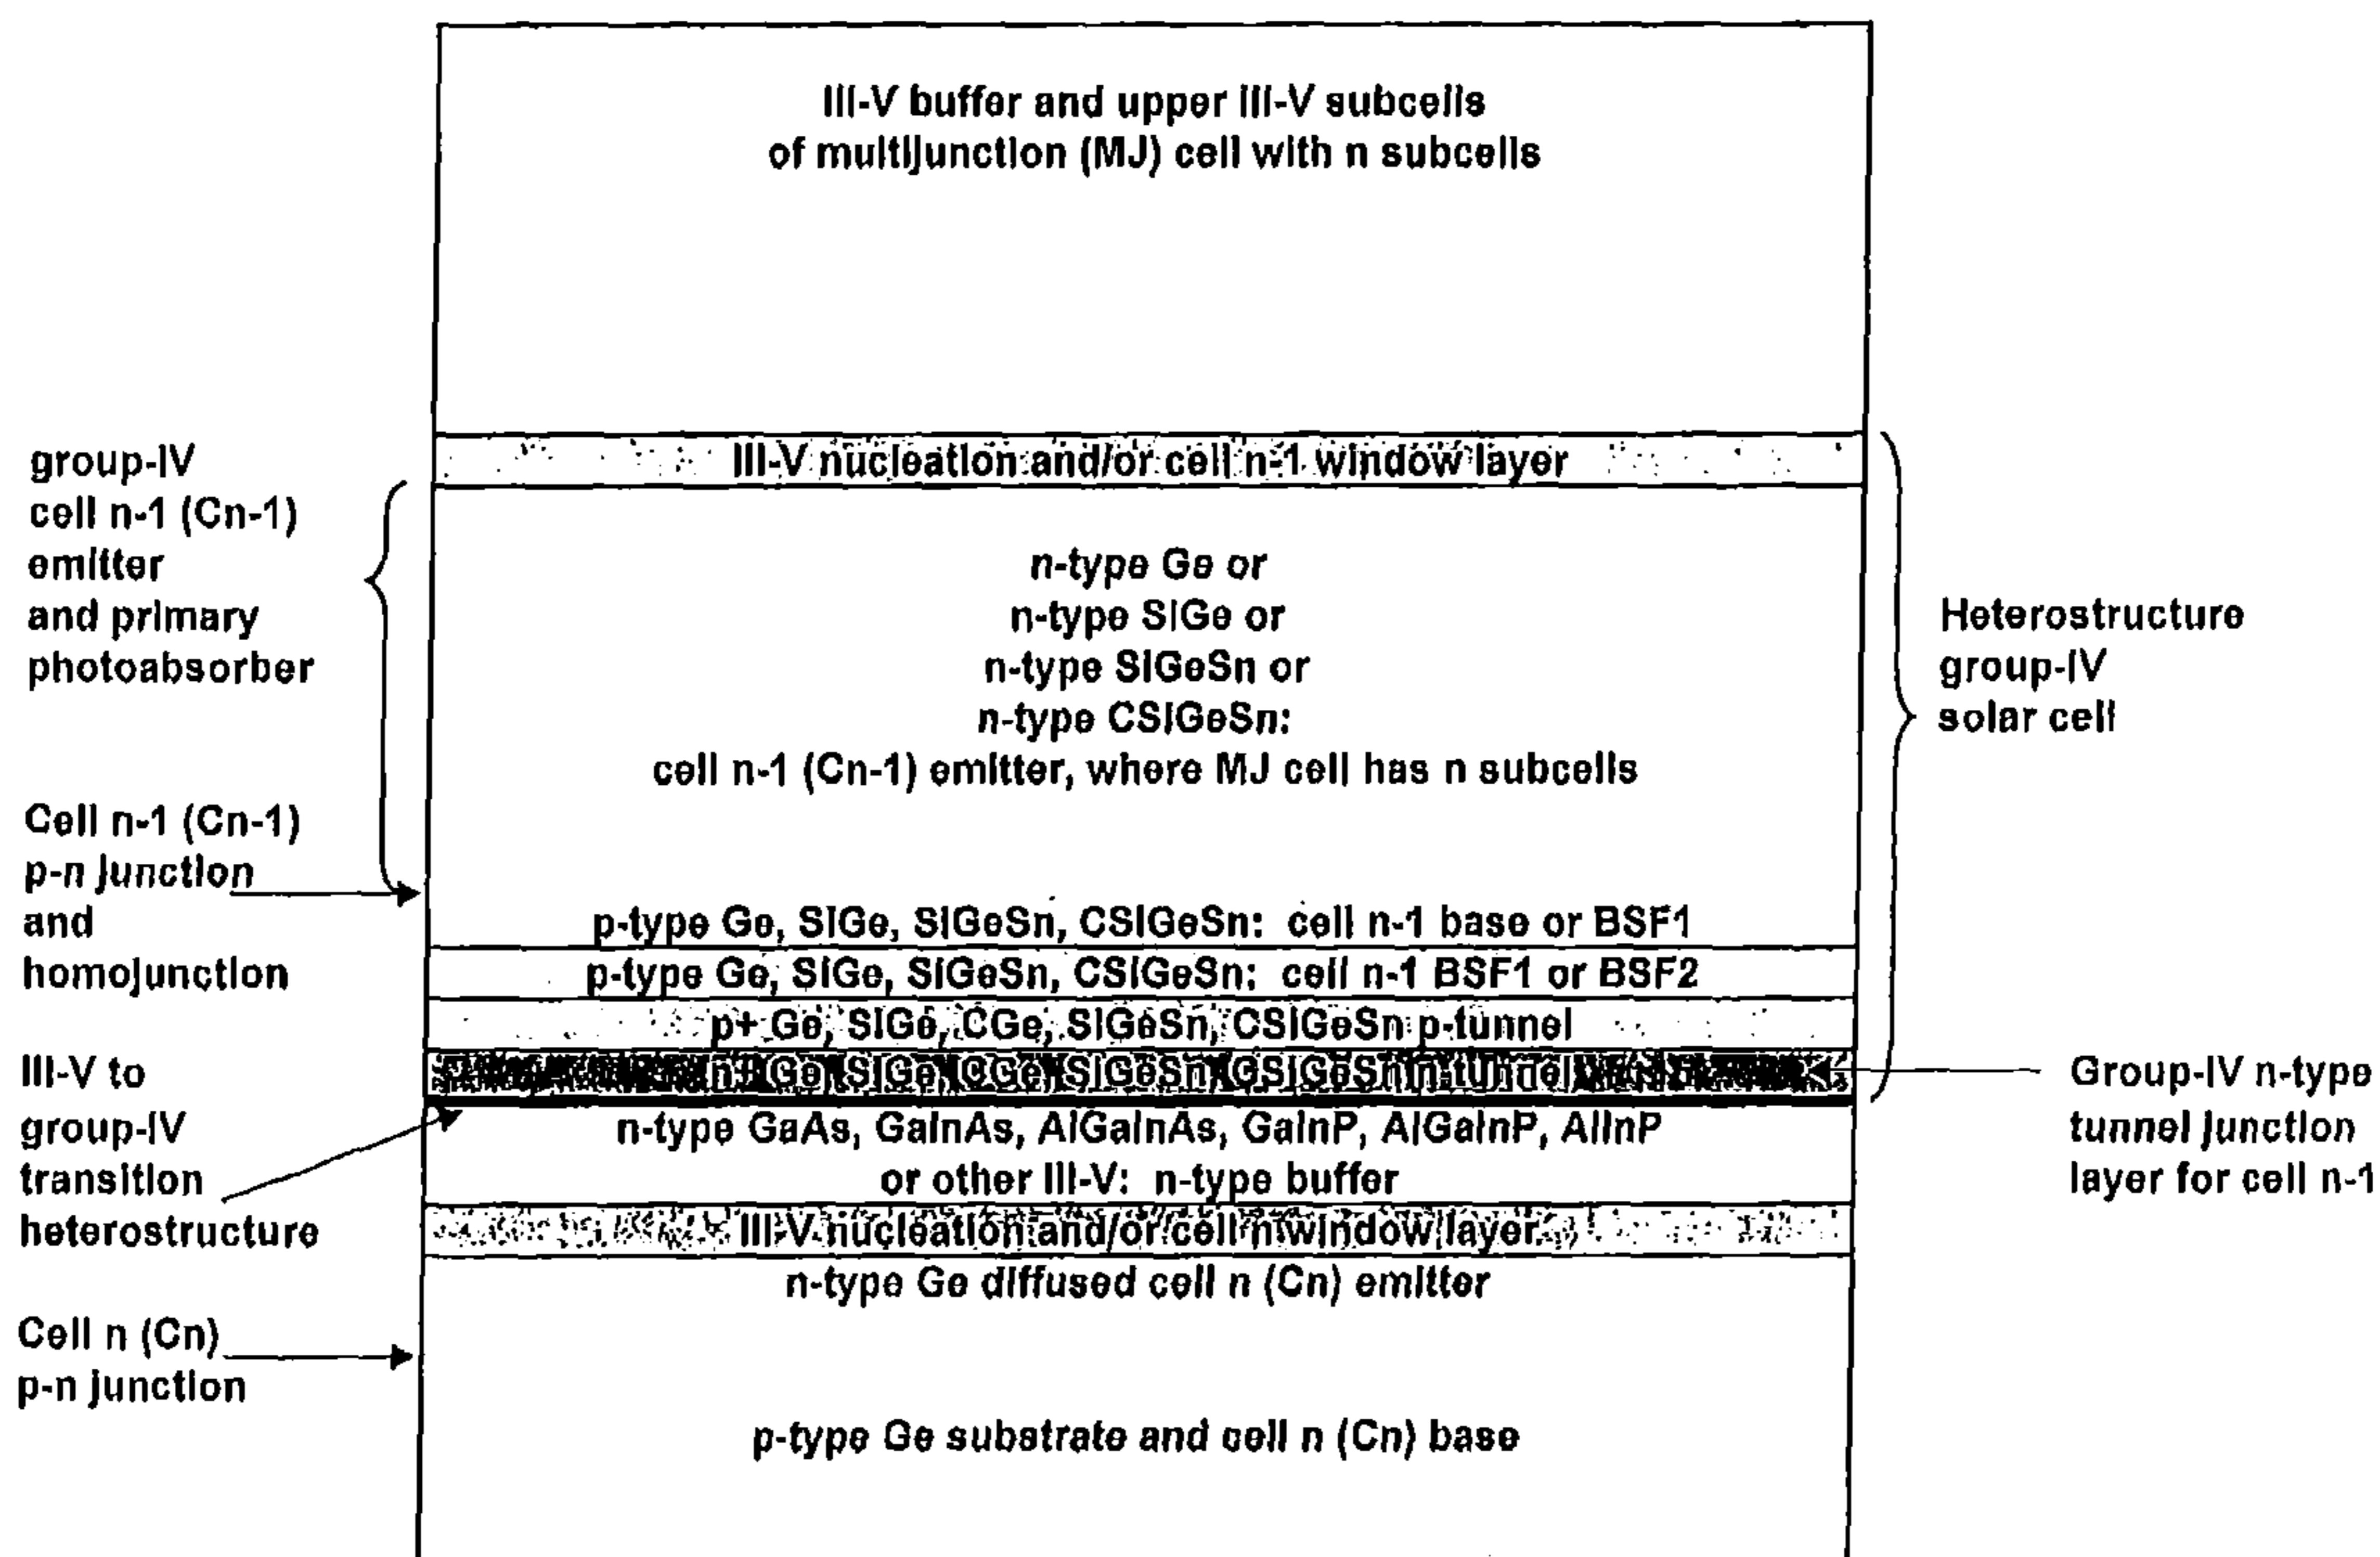 III-V buffer and upper III-V subcells
of multijunction (MJ) cell with n subcells
III-V nucleation and/or cell n-1 window layer
group-IV
cell n-1 (Cn-1)
emitter
and primary
photoabsorber
n-type Ge or
n-type SiGe or
n-type SiGeSn or
n-type CSiGeSn:
cell n-1 (Cn-1) emitter, where MJ cell has n subcells
Heterostructure
group-IV
solar cell
Cell n-1 (Cn-1)
p-n junction
and
homojunction
p-type Ge, SiGe, SiGeSn, CSiGeSn: cell n-1 base or BSF1
p-type Ge, SiGe, SiGeSn, CSiGeSn: cell n-1 BSF1 or BSF2
p+ Ge, SiGe, CGe, SiGeSn, CSiGeSn p-tunnel
n+ Ge, SiGe, CGe, SiGeSn, CSiGeSn n-tunnel
III-V to
group-IV
transition
heterostructure
Group-IV n-type
tunnel junction
layer for cell n-1
n-type GaAs, GaInAs, AlGaInAs, GaInP, AlGaInP, AlInP
or other III-V: n-type buffer
III-V nucleation and/or cell n window layer
n-type Ge diffused cell n (Cn) emitter
Cell n (Cn)
p-n junction
p-type Ge substrate and cell n (Cn) base